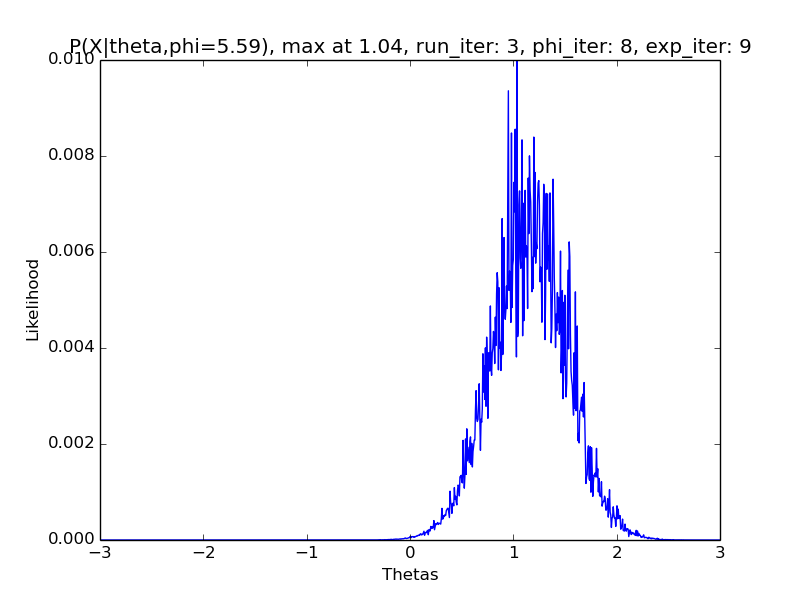 P(X|theta,phi=5.59), max at 1.04, run_iter: 3, phi_iter: 8, exp_iter: 9
0.010
0.008
0.006
0.004
0.002
0.000
Likelihood
−3 −2 −1 0 1 2 3
Thetas